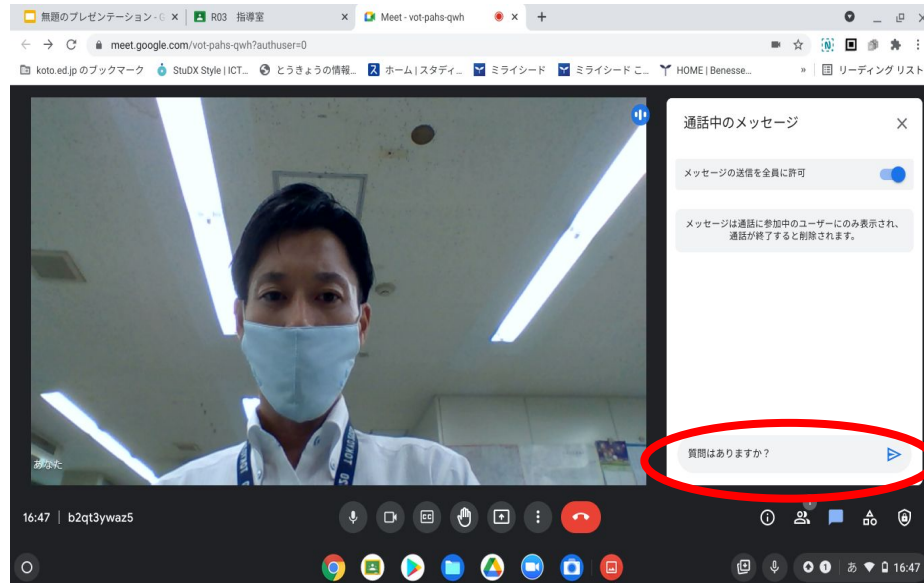 無題のプレゼンテーション - G
R03 指導室
Meet - vot-pahs-qwh
meet.google.com/vot-pahs-qwh?authuser=0
koto.ed.jp のブックマーク
StuDX Style | ICT...
とうきょうの情報...
ホーム | スタディ...
ミライシード
ミライシード こ...
HOME | Benesse...
»
リーディング リスト
通話中のメッセージ
メッセージの送信を全員に許可
メッセージは通話に参加中のユーザーにのみ表示され、
通話が終了すると削除されます。
質問はありますか？
あなた
16:47 | b2qt3ywaz5
CC
1
あ
16:47